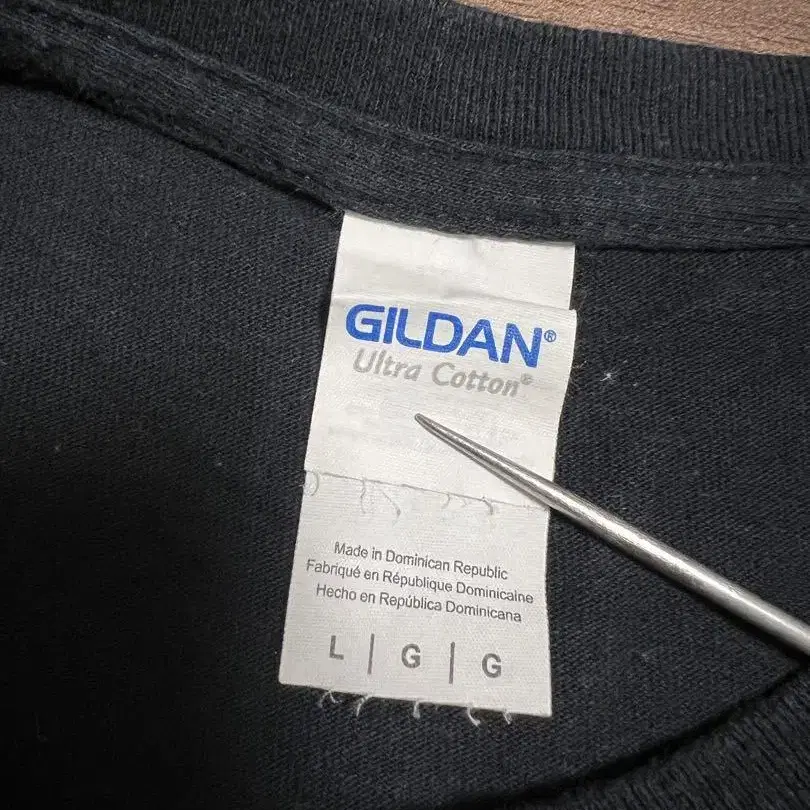 GILDAN®
Ultra Cotton®
Made in Dominican Republic
Fabriqué en République Dominicaine
Hecho en República Dominicana
L | G | G